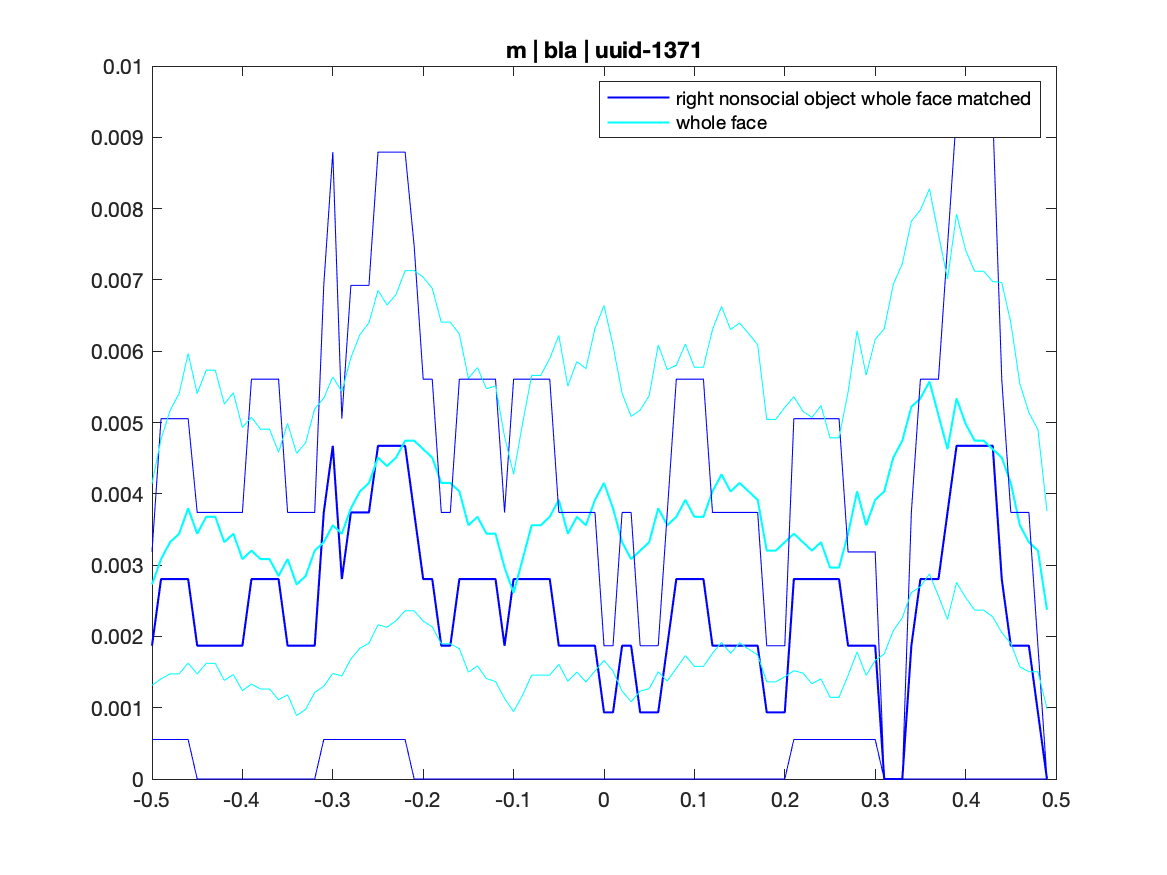 m | bla | uuid-1371
right nonsocial object whole face matched
whole face
0.01
0.009
0.008
0.007
0.006
0.005
0.004
0.003
0.002
0.001
0
-0.5 -0.4 -0.3 -0.2 -0.1 0 0.1 0.2 0.3 0.4 0.5